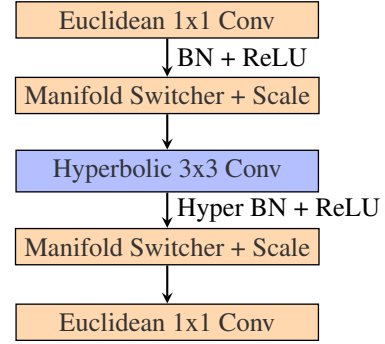 Euclidean 1x1 Conv
BN + ReLU
Manifold Switcher + Scale
Hyperbolic 3x3 Conv
Hyper BN + ReLU
Manifold Switcher + Scale
Euclidean 1x1 Conv